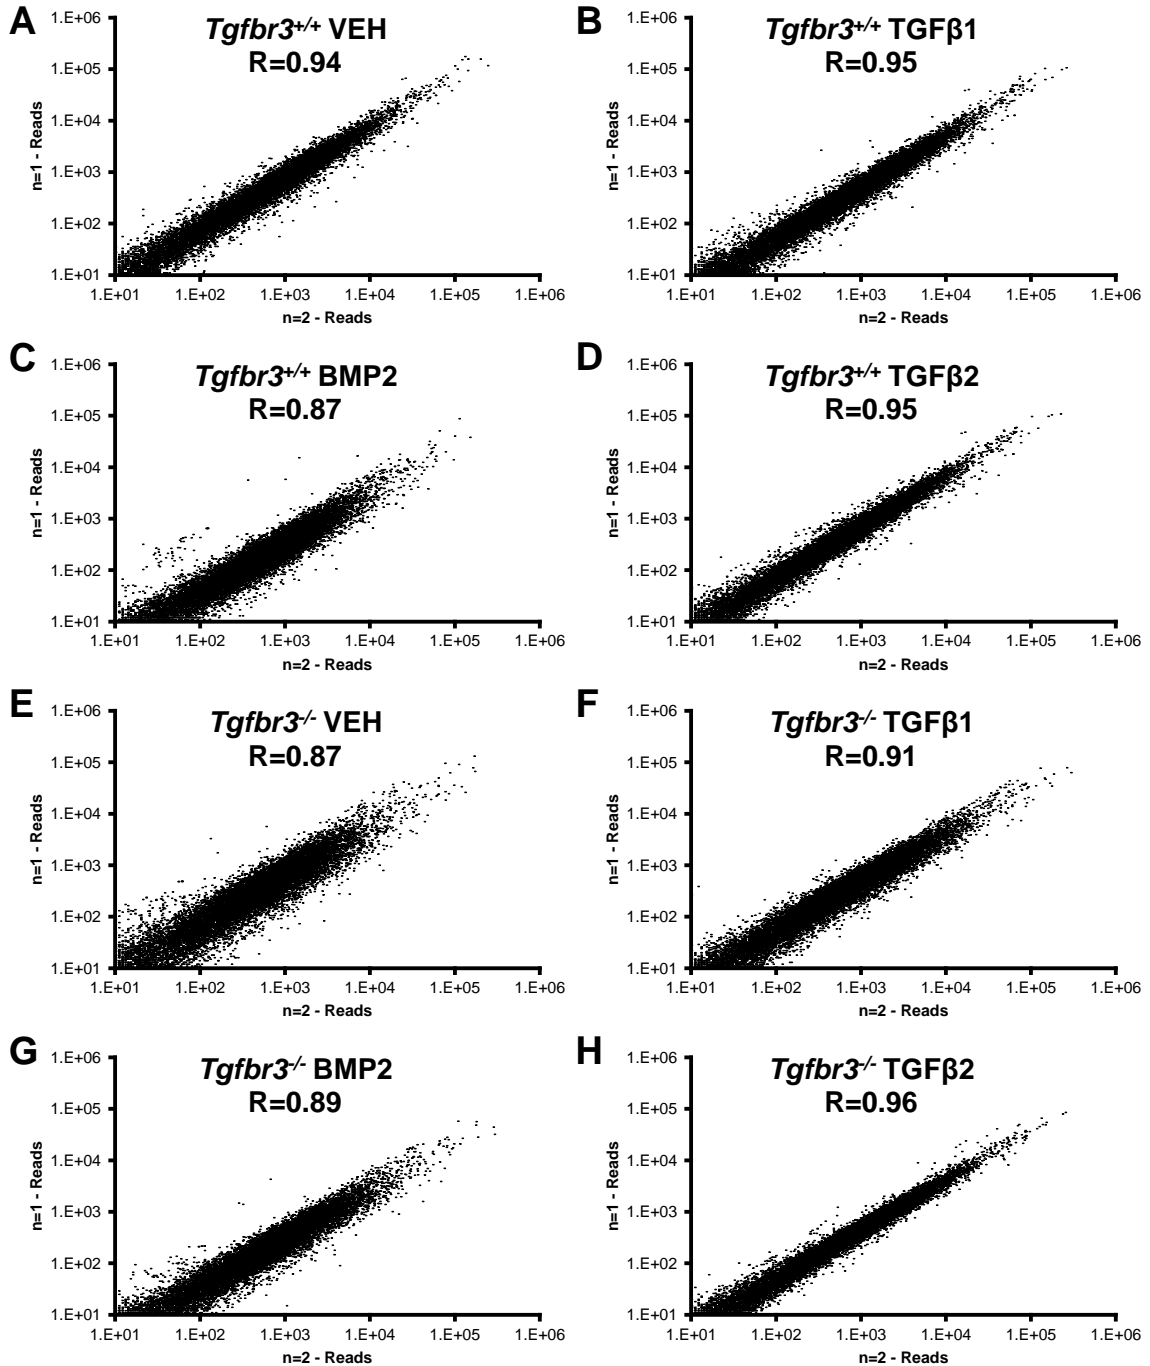 A
Tgfbr3+/+ VEH
R=0.94
1.E+06
1.E+05
1.E+04
1.E+03
1.E+02
1.E+01
n=1 - Reads
1.E+01 1.E+02 1.E+03 1.E+04 1.E+05 1.E+06
n=2 - Reads
B
Tgfbr3+/+ TGFβ1
R=0.95
1.E+06
1.E+05
1.E+04
1.E+03
1.E+02
1.E+01
n=1 - Reads
1.E+01 1.E+02 1.E+03 1.E+04 1.E+05 1.E+06
n=2 - Reads
C
Tgfbr3+/+ BMP2
R=0.87
1.E+06
1.E+05
1.E+04
1.E+03
1.E+02
1.E+01
n=1 - Reads
1.E+01 1.E+02 1.E+03 1.E+04 1.E+05 1.E+06
n=2 - Reads
D
Tgfbr3+/+ TGFβ2
R=0.95
1.E+06
1.E+05
1.E+04
1.E+03
1.E+02
1.E+01
n=1 - Reads
1.E+01 1.E+02 1.E+03 1.E+04 1.E+05 1.E+06
n=2 - Reads
E
Tgfbr3-/- VEH
R=0.87
1.E+06
1.E+05
1.E+04
1.E+03
1.E+02
1.E+01
n=1 - Reads
1.E+01 1.E+02 1.E+03 1.E+04 1.E+05 1.E+06
n=2 - Reads
F
Tgfbr3-/- TGFβ1
R=0.91
1.E+06
1.E+05
1.E+04
1.E+03
1.E+02
1.E+01
n=1 - Reads
1.E+01 1.E+02 1.E+03 1.E+04 1.E+05 1.E+06
n=2 - Reads
G
Tgfbr3-/- BMP2
R=0.89
1.E+06
1.E+05
1.E+04
1.E+03
1.E+02
1.E+01
n=1 - Reads
1.E+01 1.E+02 1.E+03 1.E+04 1.E+05 1.E+06
n=2 - Reads
H
Tgfbr3-/- TGFβ2
R=0.96
1.E+06
1.E+05
1.E+04
1.E+03
1.E+02
1.E+01
n=1 - Reads
1.E+01 1.E+02 1.E+03 1.E+04 1.E+05 1.E+06
n=2 - Reads